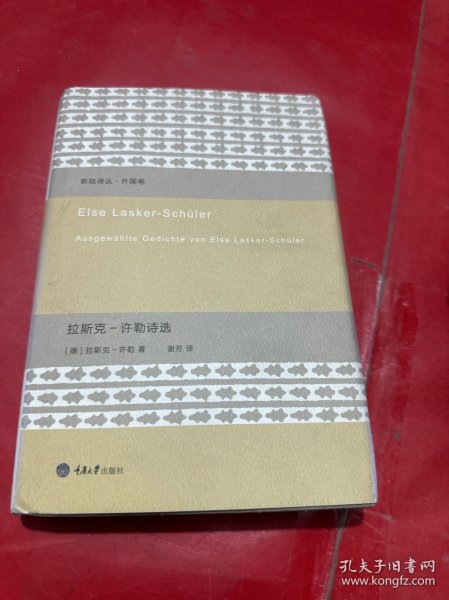 新陆诗丛·外国卷
Else Lasker-Schüler
Ausgewählte Gedichte von Else Lasker-Schüler
拉斯克-许勒诗选
[德]拉斯克-许勒 著 谢芳 译
重庆大学出版社
孔夫子旧书网
www.kongfz.com